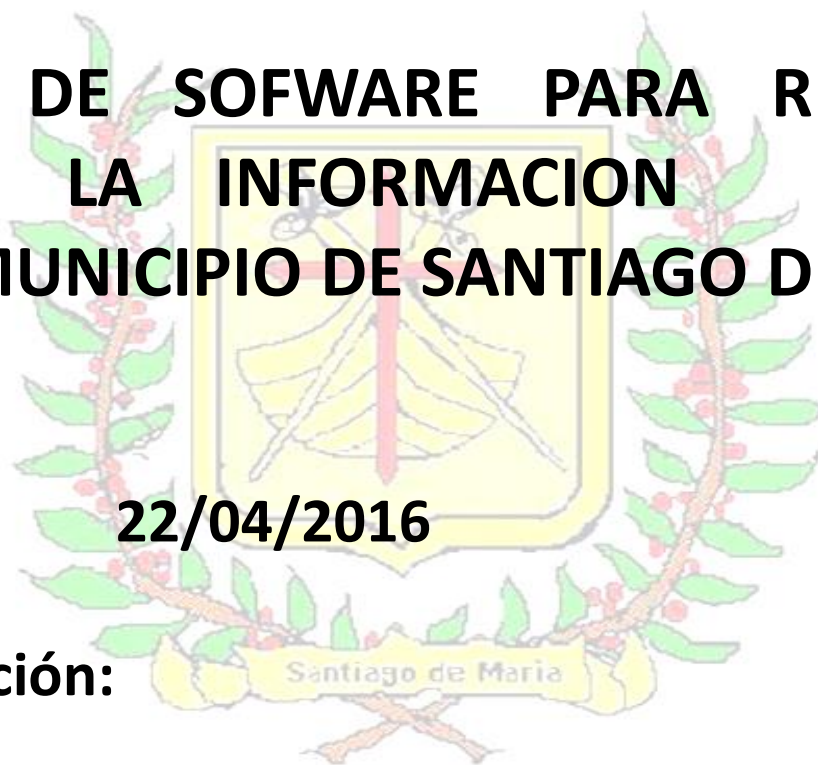 DE SOFWARE PARA R
LA INFORMACION
MUNICIPIO DE SANTIAGO D
22/04/2016
ción:
Santiago de Maria